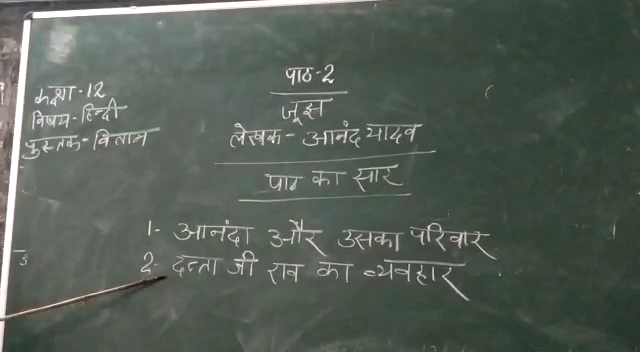 कक्षा-12
विषय-हिन्दी
पुस्तक-वितान
पाठ-2
जूझ
लेखक- आनंद यादव
पाठ का सार
1- आनंदा और उसका परिवार
2- दत्ता जी राव का व्यवहार